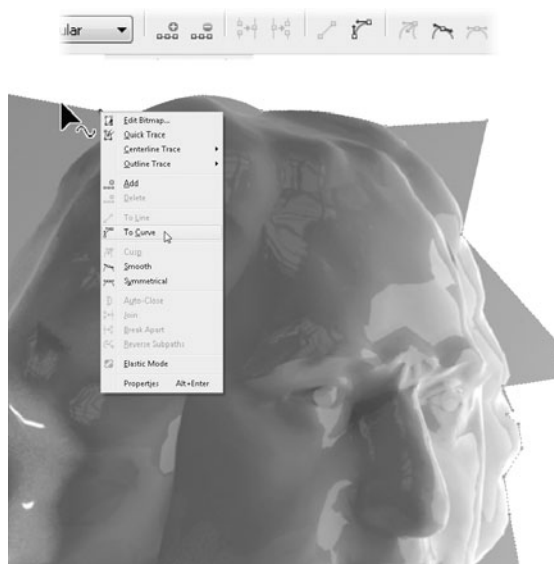 ular
Edit Bitmap...
Quick Trace
Centerline Trace
Outline Trace
Add
Delete
To Line
To Curve
Cusp
Smooth
Symmetrical
Auto-Close
Join
Break Apart
Reverse Subpaths
Elastic Mode
Properties Alt+Enter